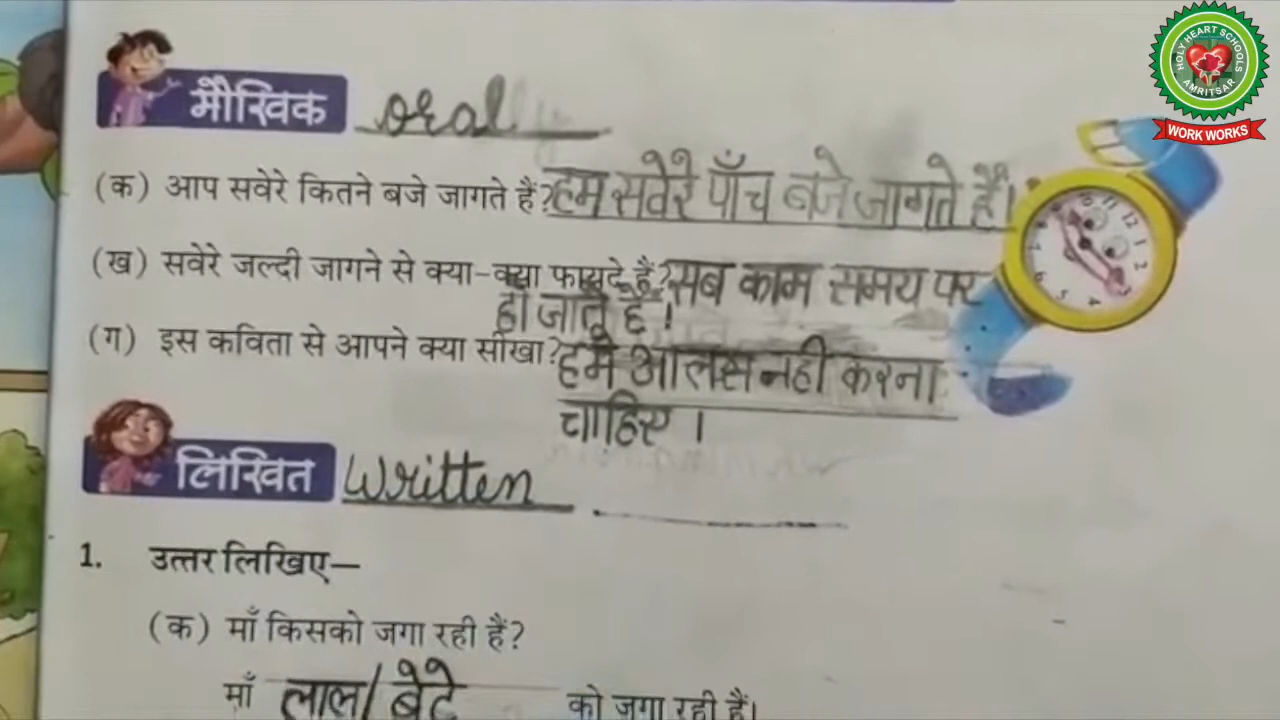 HOLY HEART SCHOOLS
AMRITSAR
WORK WORKS
मौखिक oral
(क) आप सवेरे कितने बजे जागते हैं? हम सवेरे पाँच बजे जागते हैं।
(ख) सवेरे जल्दी जागने से क्या-क्या फायदे हैं? सब काम समय पर
हो जाते हैं।
(ग) इस कविता से आपने क्या सीखा? हमें आलस नही करना
चाहिए।
लिखित Written
1. उत्तर लिखिए—
(क) माँ किसको जगा रही हैं?
माँ लाल/बेटे को जगा रही हैं।